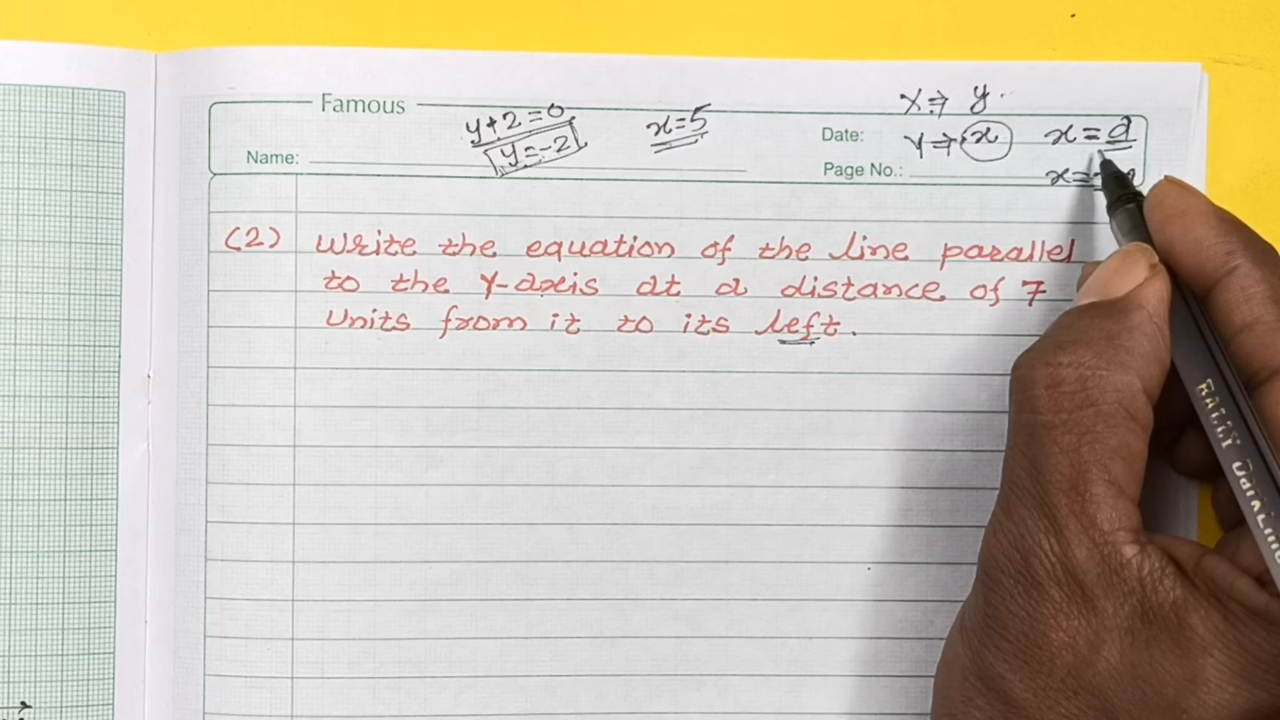 Famous
y+2=0
y=-2
x=5
X⇒ y
Date:
Y⇒ x
x=a
Name:
Page No.:
x=
(2) Write the equation of the line parallel
to the Y-axis at a distance of 7
Units from it to its left.
RALLY